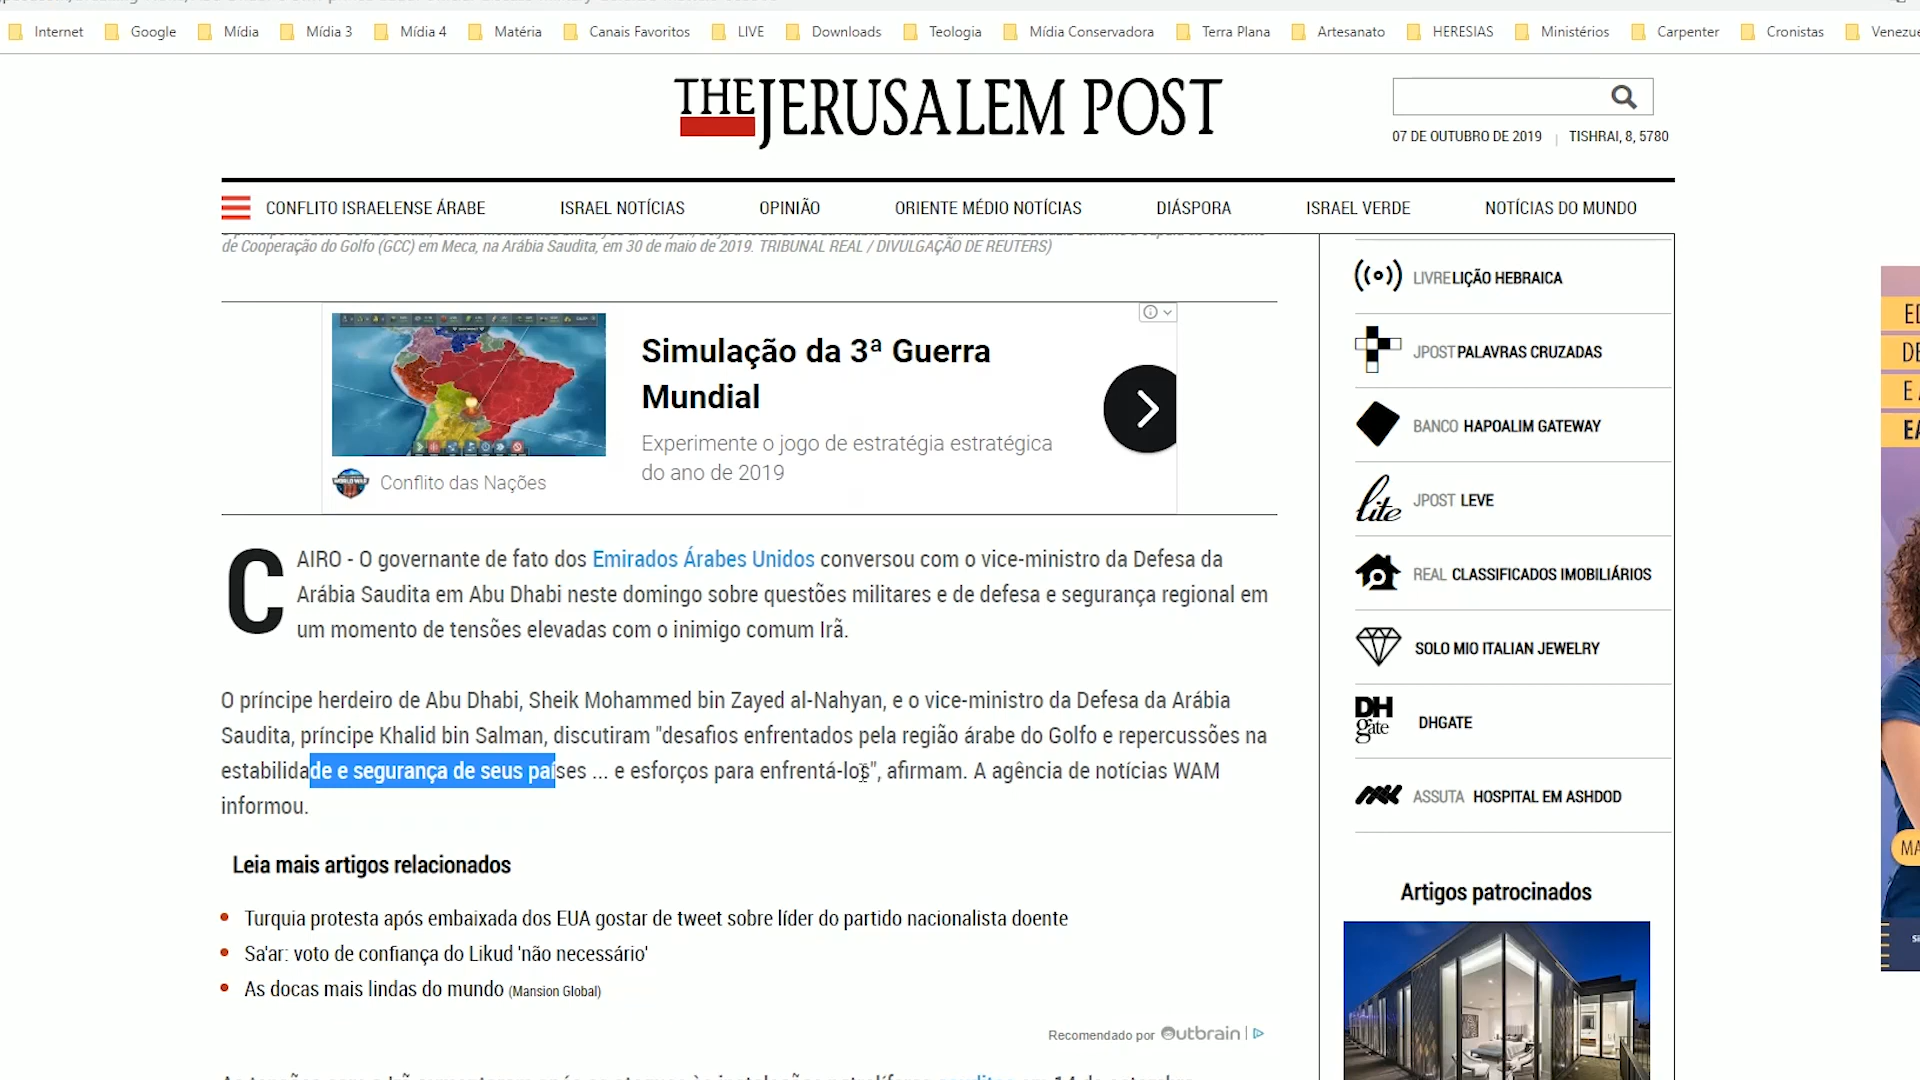 Internet Google Mídia Mídia 3 Mídia 4 Matéria Canais Favoritos LIVE Downloads Teologia Mídia Conservadora Terra Plana Artesanato HERESIAS Ministérios Carpenter Cronistas Venezue
THE JERUSALEM POST
07 DE OUTUBRO DE 2019 | TISHRAI, 8, 5780
CONFLITO ISRAELENSE ÁRABE ISRAEL NOTÍCIAS OPINIÃO ORIENTE MÉDIO NOTÍCIAS DIÁSPORA ISRAEL VERDE NOTÍCIAS DO MUNDO
de Cooperação do Golfo (GCC) em Meca, na Arábia Saudita, em 30 de maio de 2019. TRIBUNAL REAL / DIVULGAÇÃO DE REUTERS)
Simulação da 3ª Guerra
Mundial
Experimente o jogo de estratégia estratégica
do ano de 2019
Conflito das Nações
CAIRO - O governante de fato dos Emirados Árabes Unidos conversou com o vice-ministro da Defesa da
Arábia Saudita em Abu Dhabi neste domingo sobre questões militares e de defesa e segurança regional em
um momento de tensões elevadas com o inimigo comum Irã.
O príncipe herdeiro de Abu Dhabi, Sheik Mohammed bin Zayed al-Nahyan, e o vice-ministro da Defesa da Arábia
Saudita, príncipe Khalid bin Salman, discutiram "desafios enfrentados pela região árabe do Golfo e repercussões na
estabilidade e segurança de seus países ... e esforços para enfrentá-los", afirmam. A agência de notícias WAM
informou.
Leia mais artigos relacionados
Turquia protesta após embaixada dos EUA gostar de tweet sobre líder do partido nacionalista doente
Sa'ar: voto de confiança do Likud 'não necessário'
As docas mais lindas do mundo (Mansion Global)
Recomendado por Outbrain
LIVRE LIÇÃO HEBRAICA
JPOST PALAVRAS CRUZADAS
BANCO HAPOALIM GATEWAY
lite JPOST LEVE
REAL CLASSIFICADOS IMOBILIÁRIOS
SOLO MIO ITALIAN JEWELRY
DH gate DHGATE
ASSUTA HOSPITAL EM ASHDOD
Artigos patrocinados
ED
DE
E A
EA
MA